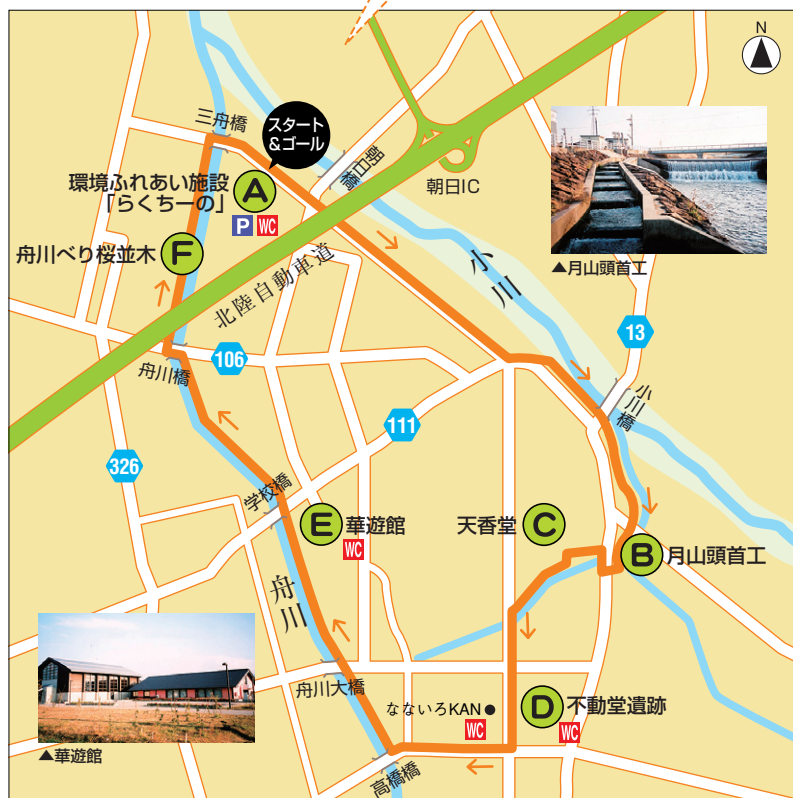 N
三舟橋
スタート
&ゴール
朝日橋
朝日IC
環境ふれあい施設
「らくちーの」
A
P WC
▲月山頭首工
舟川べり桜並木
F
北陸自動車道
小川
13
舟川橋
106
小川橋
111
326
学校橋
E
華遊館
WC
天香堂
C
B
月山頭首工
舟川
舟川大橋
なないろKAN●
WC
D
不動堂遺跡
WC
▲華遊館
高橋橋